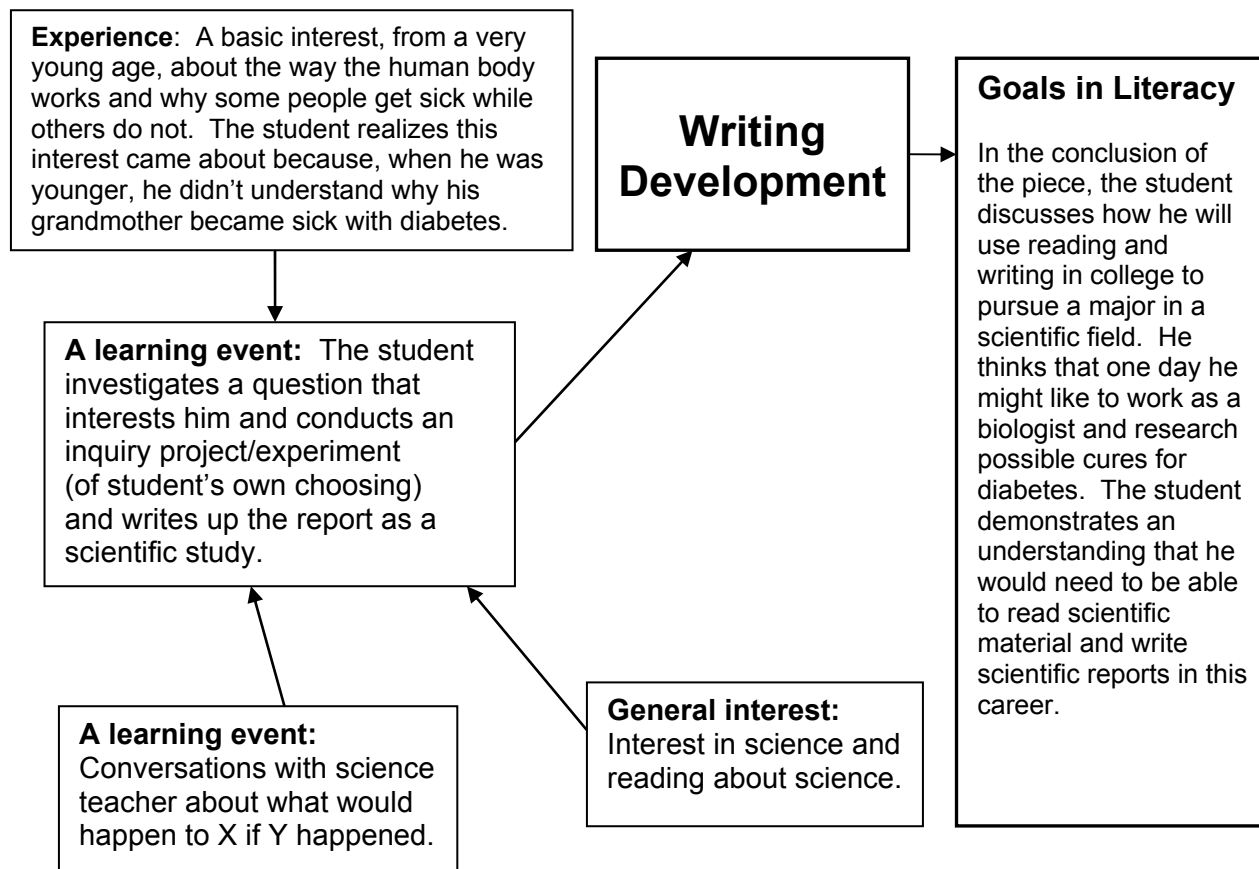 Experience:  A basic interest, from a very
young age, about the way the human body
works and why some people get sick while
others do not.  The student realizes this
interest came about because, when he was
younger, he didn’t understand why his
grandmother became sick with diabetes.
A learning event:  The student
investigates a question that
interests him and conducts an
inquiry project/experiment
(of student’s own choosing)
and writes up the report as a
scientific study.
A learning event:
Conversations with science
teacher about what would
happen to X if Y happened.
General interest:
Interest in science and
reading about science.
Writing
Development
Goals in Literacy
In the conclusion of
the piece, the student
discusses how he will
use reading and
writing in college to
pursue a major in a
scientific field.  He
thinks that one day he
might like to work as a
biologist and research
possible cures for
diabetes.  The student
demonstrates an
understanding that he
would need to be able
to read scientific
material and write
scientific reports in this
career.